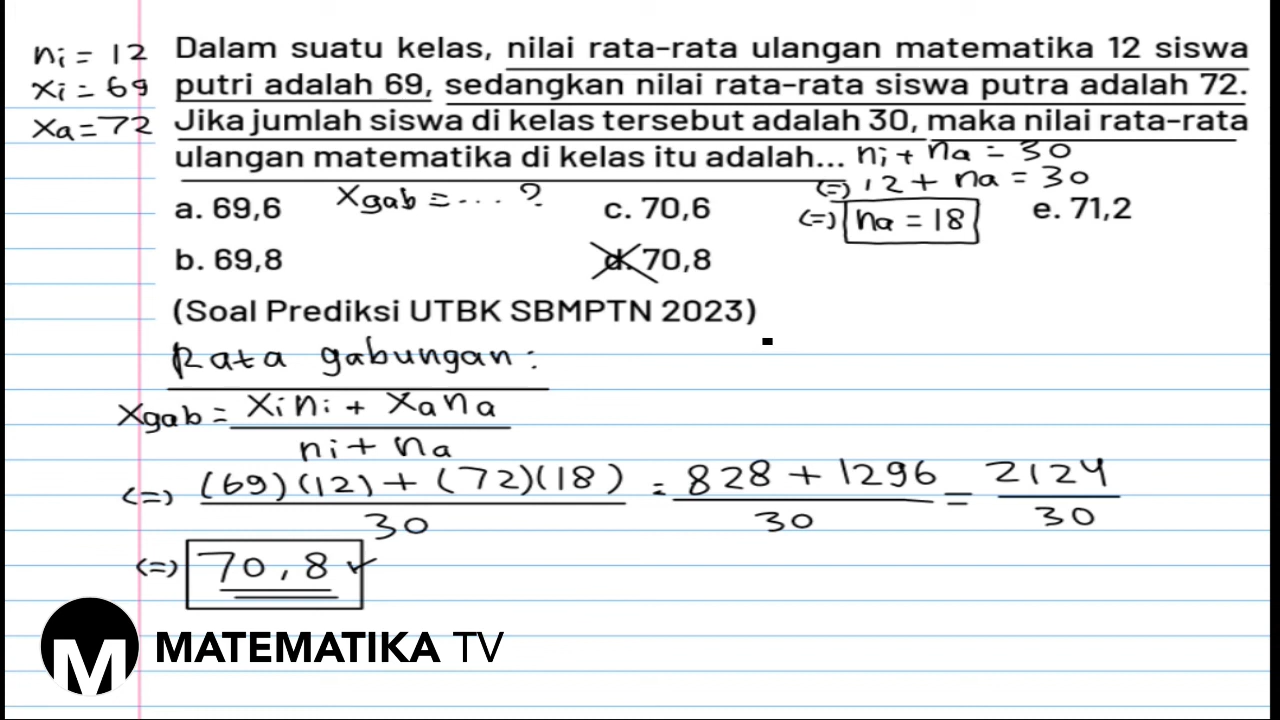 ni = 12
xi = 69
xa = 72
Dalam suatu kelas, nilai rata-rata ulangan matematika 12 siswa
putri adalah 69, sedangkan nilai rata-rata siswa putra adalah 72.
Jika jumlah siswa di kelas tersebut adalah 30, maka nilai rata-rata
ulangan matematika di kelas itu adalah...
ni + na = 30
(=) 12 + na = 30
(=) na = 18
Xgab = ... ?
a. 69,6
c. 70,6
e. 71,2
b. 69,8
d. 70,8
(Soal Prediksi UTBK SBMPTN 2023)
Rata gabungan :
Xgab = xi ni + xa na
ni + na
(=) (69)(12) + (72)(18) = 828 + 1296 = 2124
30 30 30
(=) 70,8
M MATEMATIKA TV